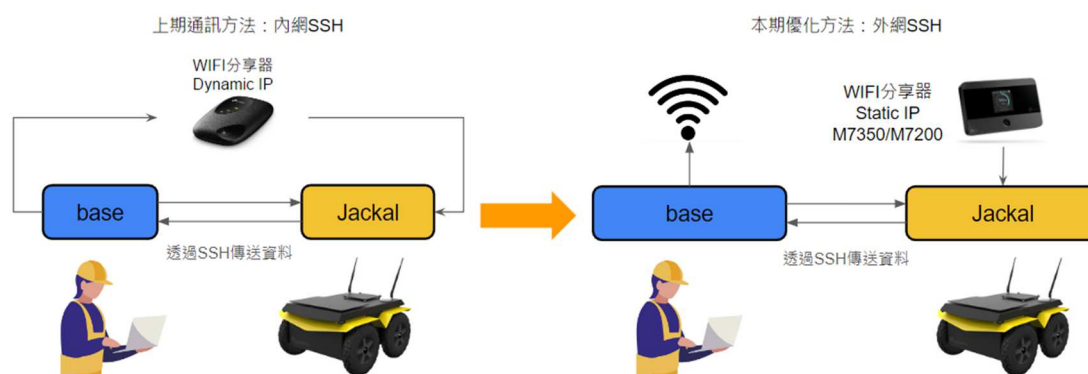 上期通訊方法：內網SSH
WIFI分享器
Dynamic IP
base
Jackal
透過SSH傳送資料
本期優化方法：外網SSH
WIFI分享器
Static IP
M7350/M7200
base
Jackal
透過SSH傳送資料